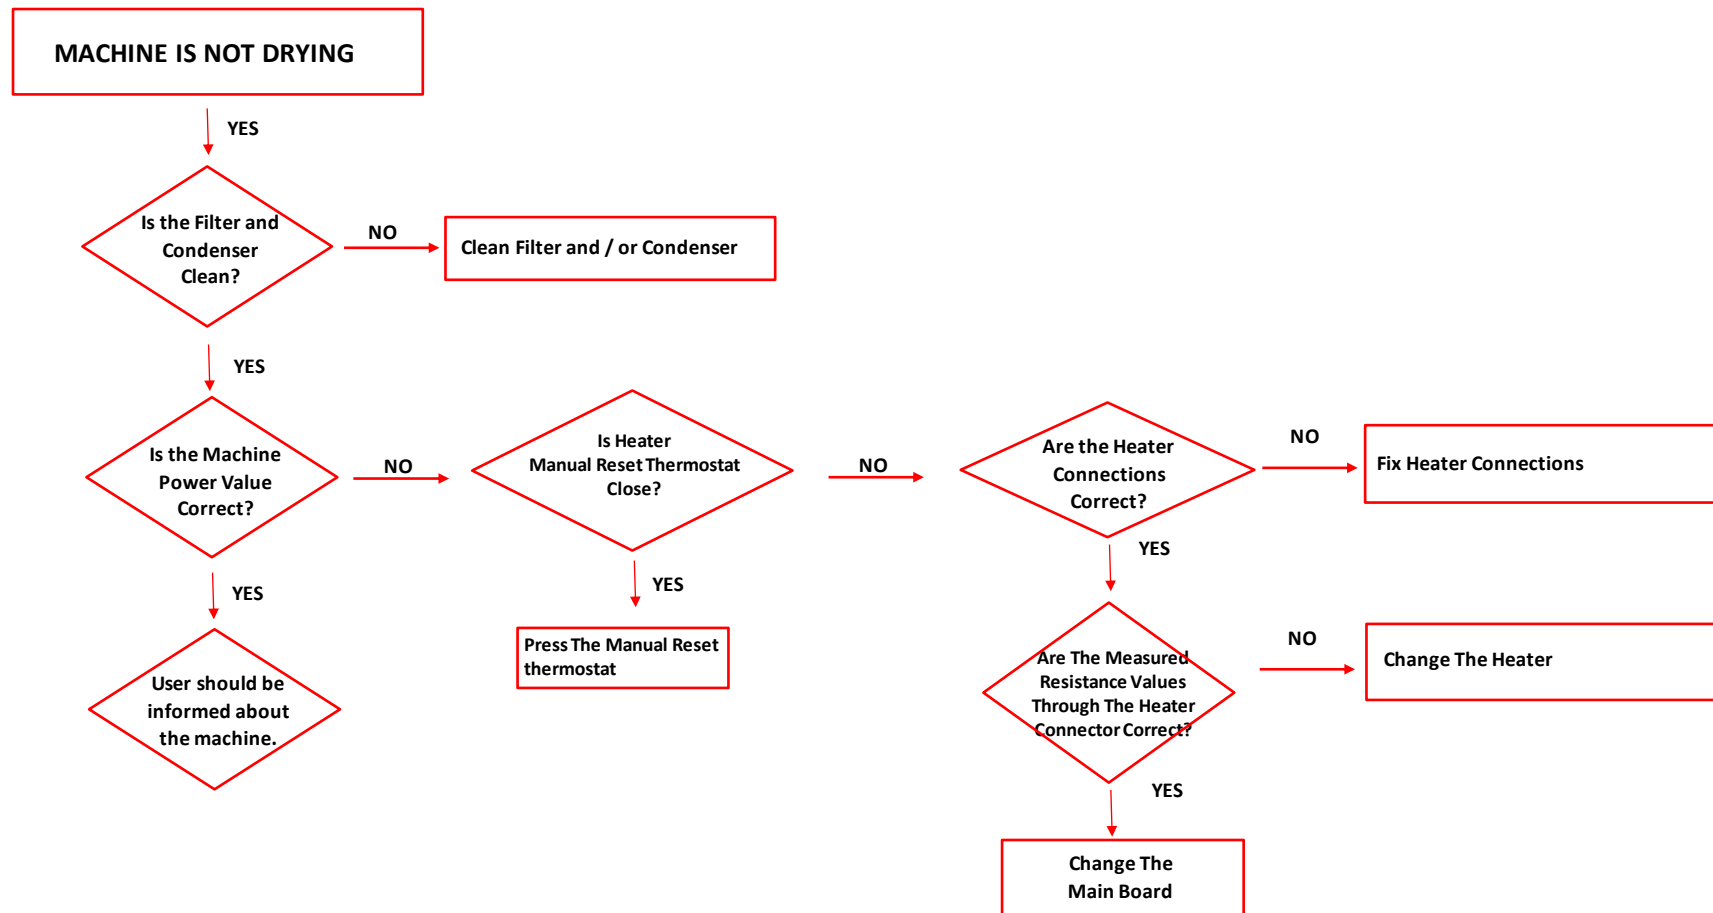 MACHINE IS NOT DRYING
YES
Is the Filter and
Condenser
Clean?
NO
Clean Filter and / or Condenser
YES
Is the Machine
Power Value
Correct?
NO
Is Heater
Manual Reset Thermostat
Close?
NO
Are the Heater
Connections
Correct?
NO
Fix Heater Connections
YES
User should be
informed about
the machine.
YES
Press The Manual Reset
thermostat
YES
Are The Measured
Resistance Values
Through The Heater
Connector Correct?
NO
Change The Heater
YES
Change The
Main Board